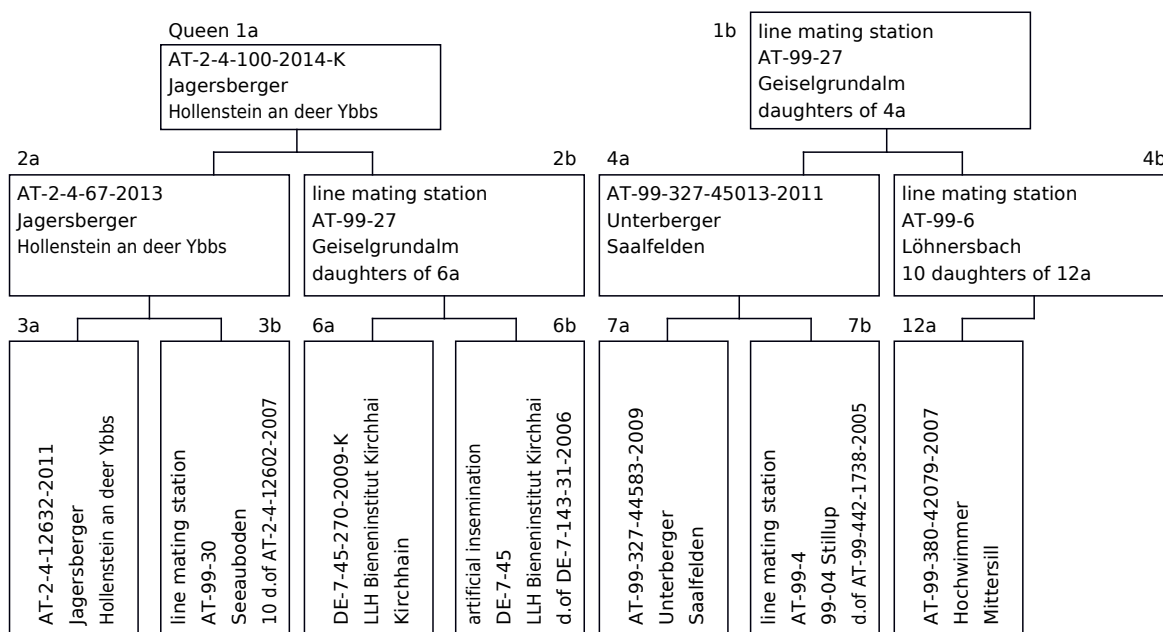 Queen 1a
AT-2-4-100-2014-K
Jagersberger
Hollenstein an deer Ybbs
1b
line mating station
AT-99-27
Geiselgrundalm
daughters of 4a
2a
AT-2-4-67-2013
Jagersberger
Hollenstein an deer Ybbs
2b
line mating station
AT-99-27
Geiselgrundalm
daughters of 6a
4a
AT-99-327-45013-2011
Unterberger
Saalfelden
4b
line mating station
AT-99-6
Löhnersbach
10 daughters of 12a
3a
AT-2-4-12632-2011
Jagersberger
Hollenstein an deer Ybbs
3b
line mating station
AT-99-30
Seeauboden
10 d.of AT-2-4-12602-2007
6a
DE-7-45-270-2009-K
LLH Bieneninstitut Kirchhai
Kirchhain
6b
artificial insemination
DE-7-45
LLH Bieneninstitut Kirchhai
d.of DE-7-143-31-2006
7a
AT-99-327-44583-2009
Unterberger
Saalfelden
7b
line mating station
AT-99-4
99-04 Stillup
d.of AT-99-442-1738-2005
12a
AT-99-380-42079-2007
Hochwimmer
Mittersill